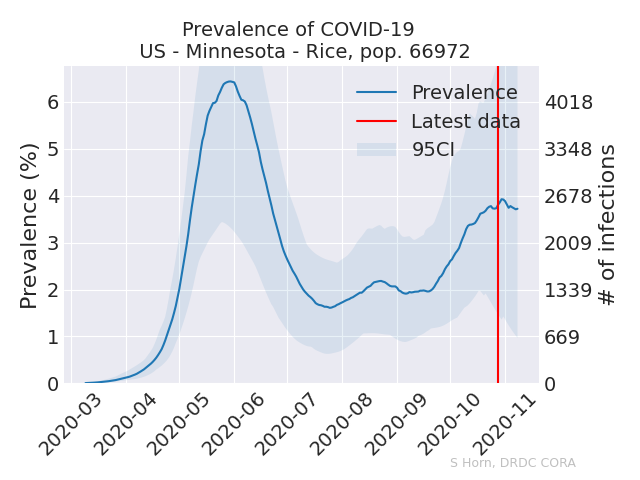 Prevalence of COVID-19
US - Minnesota - Rice, pop. 66972
Prevalence (%)
6
5
4
3
2
1
0
Prevalence
Latest data
95CI
4018
3348
2678
2009
1339
669
0
# of infections
2020-03
2020-04
2020-05
2020-06
2020-07
2020-08
2020-09
2020-10
2020-11
S Horn, DRDC CORA